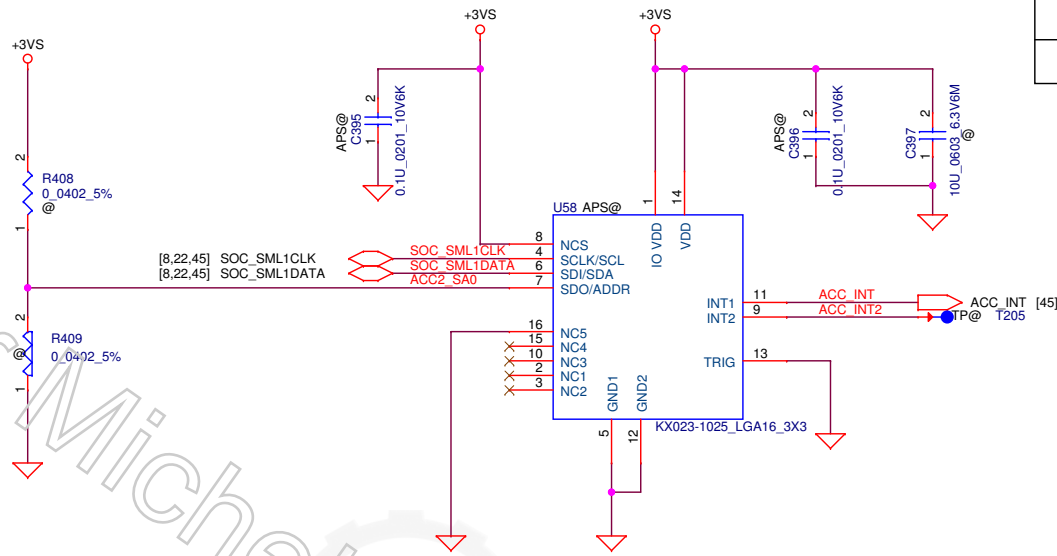 +3VS
+3VS
+3VS
2
APS@
C395
1
0.1U_0201_10V6K
2
APS@
C396
1
0.1U_0201_10V6K
2
C397
1
10U_0603_6.3V6M
@
2
R408
0_0402_5%
@
1
U58 APS@
1
14
IO VDD
VDD
[8,22,45] SOC_SML1CLK
[8,22,45] SOC_SML1DATA
SOC_SML1CLK
SOC_SML1DATA
ACC2_SA0
8 NCS
4 SCLK/SCL
6 SDI/SDA
7 SDO/ADDR
16 NC5
15 NC4
10 NC3
2 NC1
3 NC2
INT1 11 ACC_INT
ACC_INT [45]
INT2 9 ACC_INT2
TP@ T205
TRIG 13
GND1
GND2
5
12
KX023-1025_LGA16_3X3
2
R409
@ 0_0402_5%
1
Michel